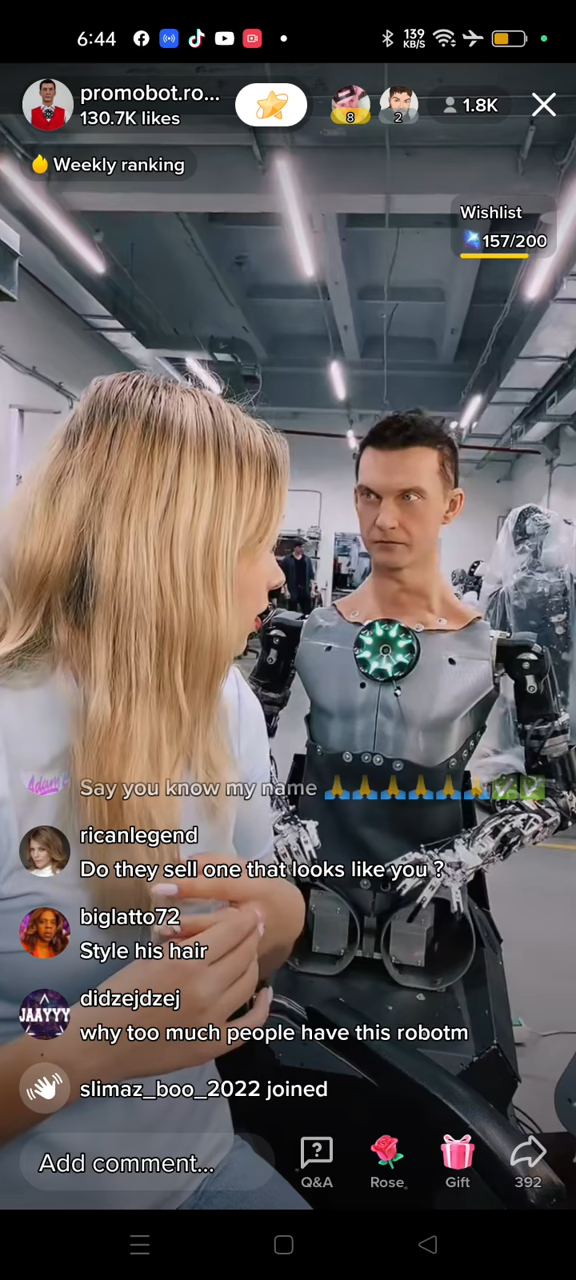 6:44
139
KB/S
promobot.ro...
130.7K likes
8
2
1.8K
Weekly ranking
Wishlist
157/200
Adam
Say you know my name 🙏🙏🙏🙏🙏🙏✅✅
ricanlegend
Do they sell one that looks like you ?
biglatto72
Style his hair
didzejdzej
JAAYYY
why too much people have this robotm
slimaz_boo_2022 joined
Add comment...
Q&A
Rose
Gift
392